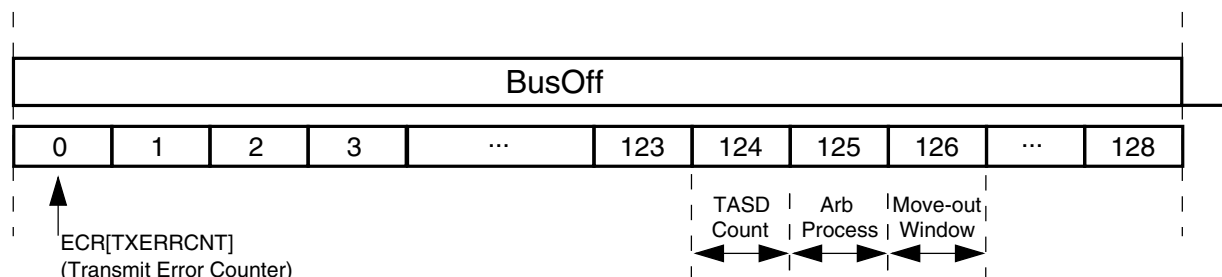 BusOff
0 1 2 3 ... 123 124 125 126 ... 128
TASD Arb Move-out
Count Process Window
ECR[TXERRCNT]
(Transmit Error Counter)